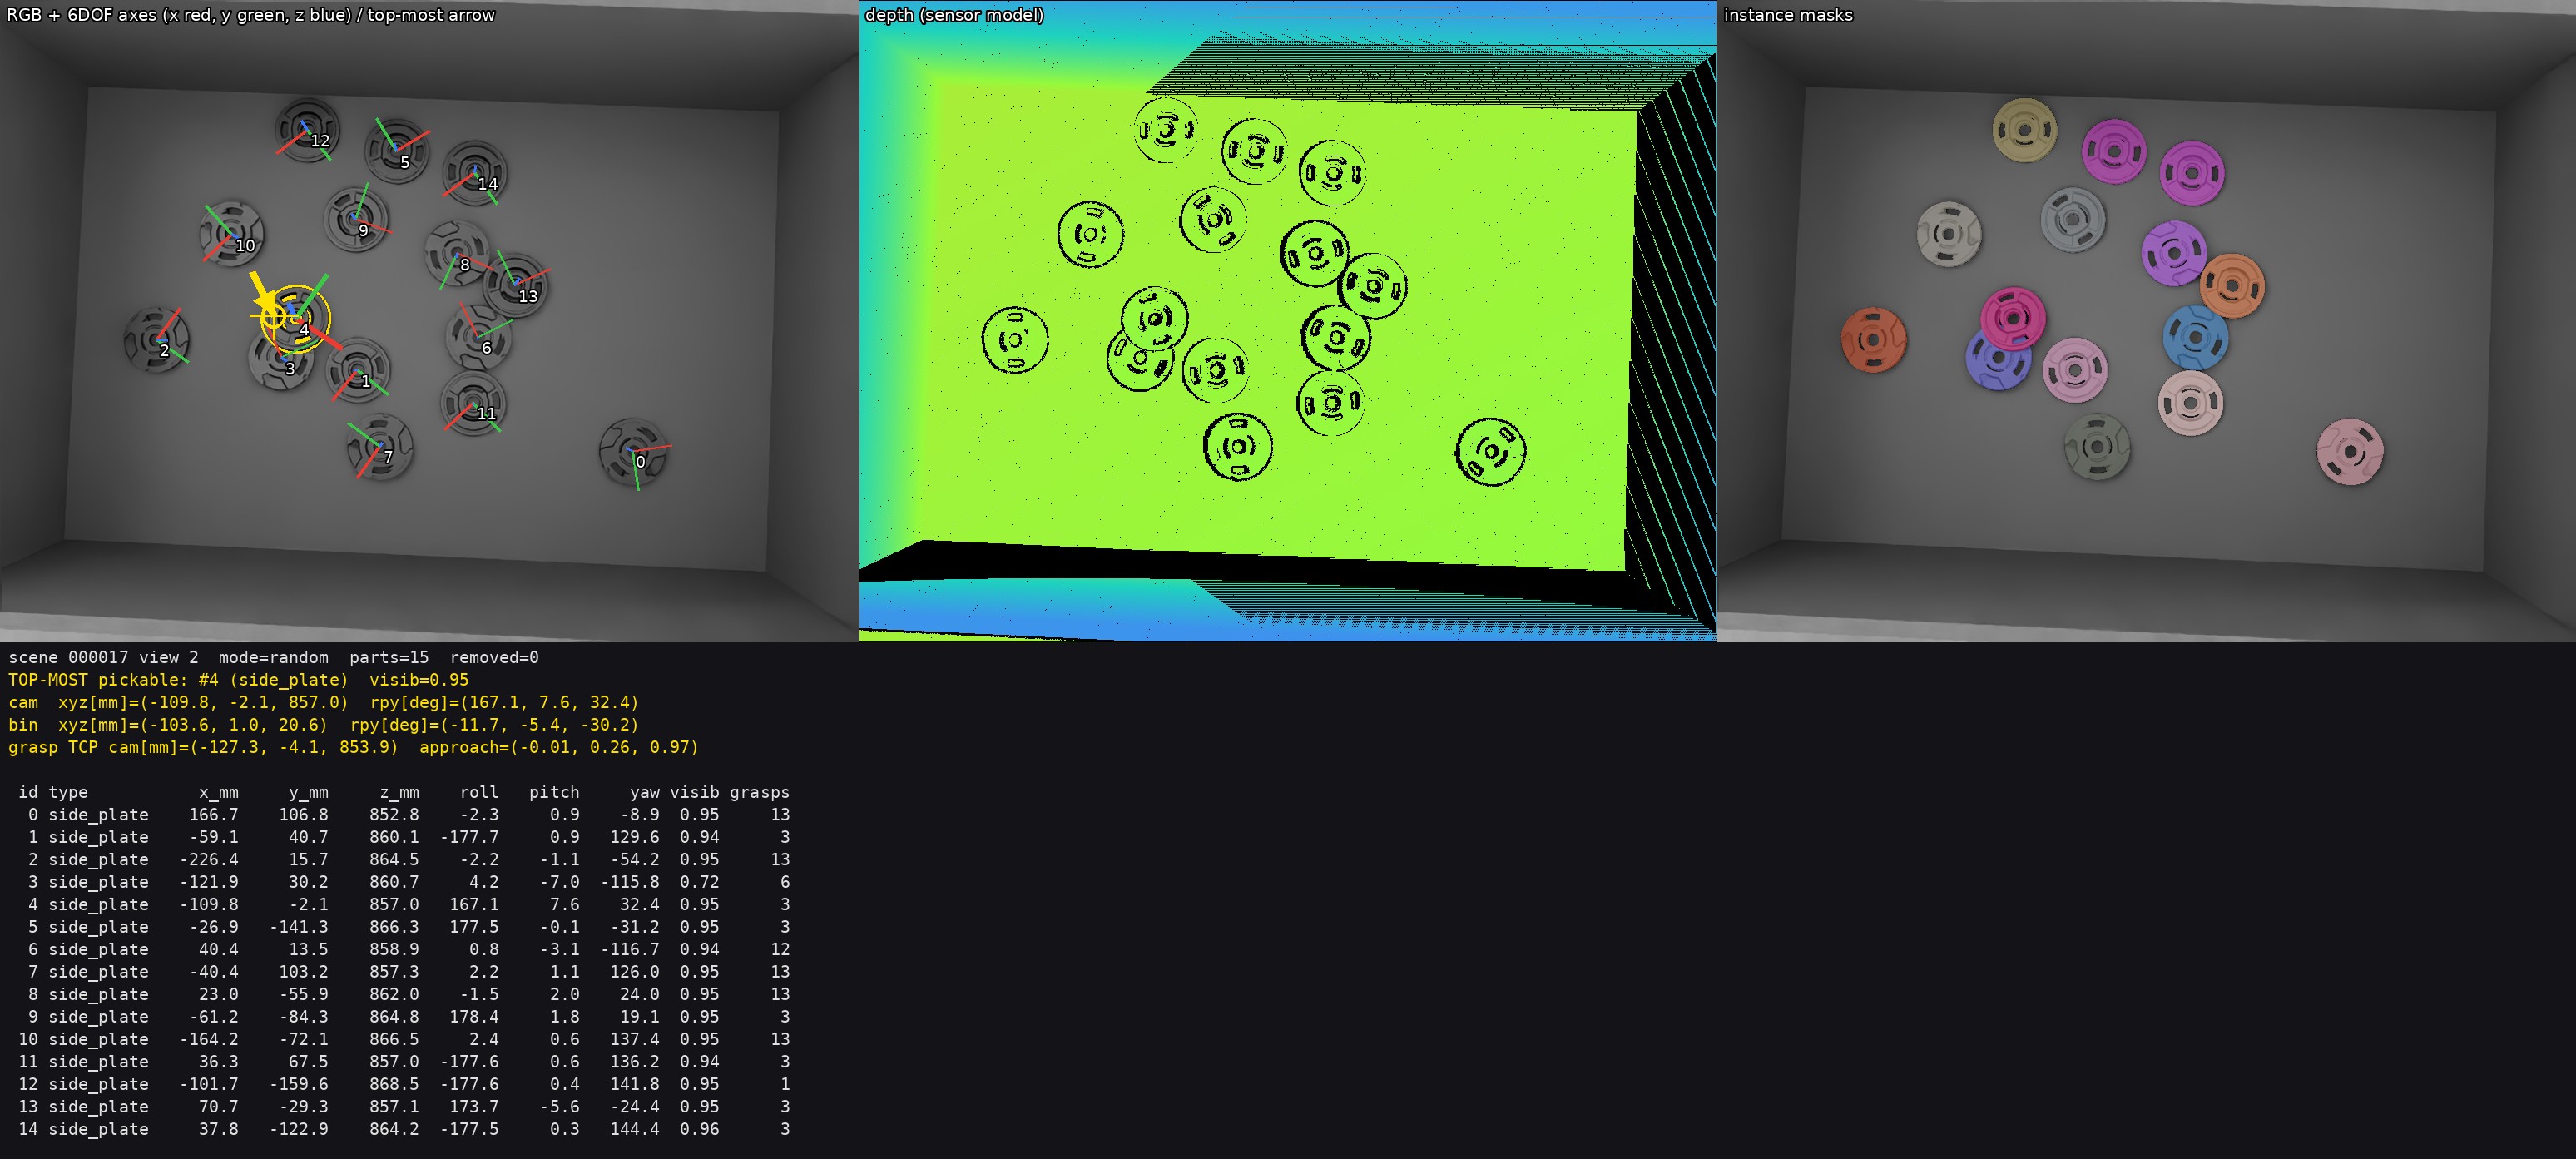 RGB + 6DOF axes (x red, y green, z blue) / top-most arrow
depth (sensor model)
instance masks
12
5
14
9
10
8
13
4
2
6
3
1
11
7
0
scene 000017 view 2  mode=random  parts=15  removed=0
TOP-MOST pickable: #4 (side_plate)  visib=0.95
cam  xyz[mm]=(-109.8, -2.1, 857.0)  rpy[deg]=(167.1, 7.6, 32.4)
bin  xyz[mm]=(-103.6, 1.0, 20.6)  rpy[deg]=(-11.7, -5.4, -30.2)
grasp TCP cam[mm]=(-127.3, -4.1, 853.9)  approach=(-0.01, 0.26, 0.97)
id type x_mm y_mm z_mm roll pitch yaw visib grasps
0 side_plate 166.7 106.8 852.8 -2.3 0.9 -8.9 0.95 13
1 side_plate -59.1 40.7 860.1 -177.7 0.9 129.6 0.94 3
2 side_plate -226.4 15.7 864.5 -2.2 -1.1 -54.2 0.95 13
3 side_plate -121.9 30.2 860.7 4.2 -7.0 -115.8 0.72 6
4 side_plate -109.8 -2.1 857.0 167.1 7.6 32.4 0.95 3
5 side_plate -26.9 -141.3 866.3 177.5 -0.1 -31.2 0.95 3
6 side_plate 40.4 13.5 858.9 0.8 -3.1 -116.7 0.94 12
7 side_plate -40.4 103.2 857.3 2.2 1.1 126.0 0.95 13
8 side_plate 23.0 -55.9 862.0 -1.5 2.0 24.0 0.95 13
9 side_plate -61.2 -84.3 864.8 178.4 1.8 19.1 0.95 3
10 side_plate -164.2 -72.1 866.5 2.4 0.6 137.4 0.95 13
11 side_plate 36.3 67.5 857.0 -177.6 0.6 136.2 0.94 3
12 side_plate -101.7 -159.6 868.5 -177.6 0.4 141.8 0.95 1
13 side_plate 70.7 -29.3 857.1 173.7 -5.6 -24.4 0.95 3
14 side_plate 37.8 -122.9 864.2 -177.5 0.3 144.4 0.96 3